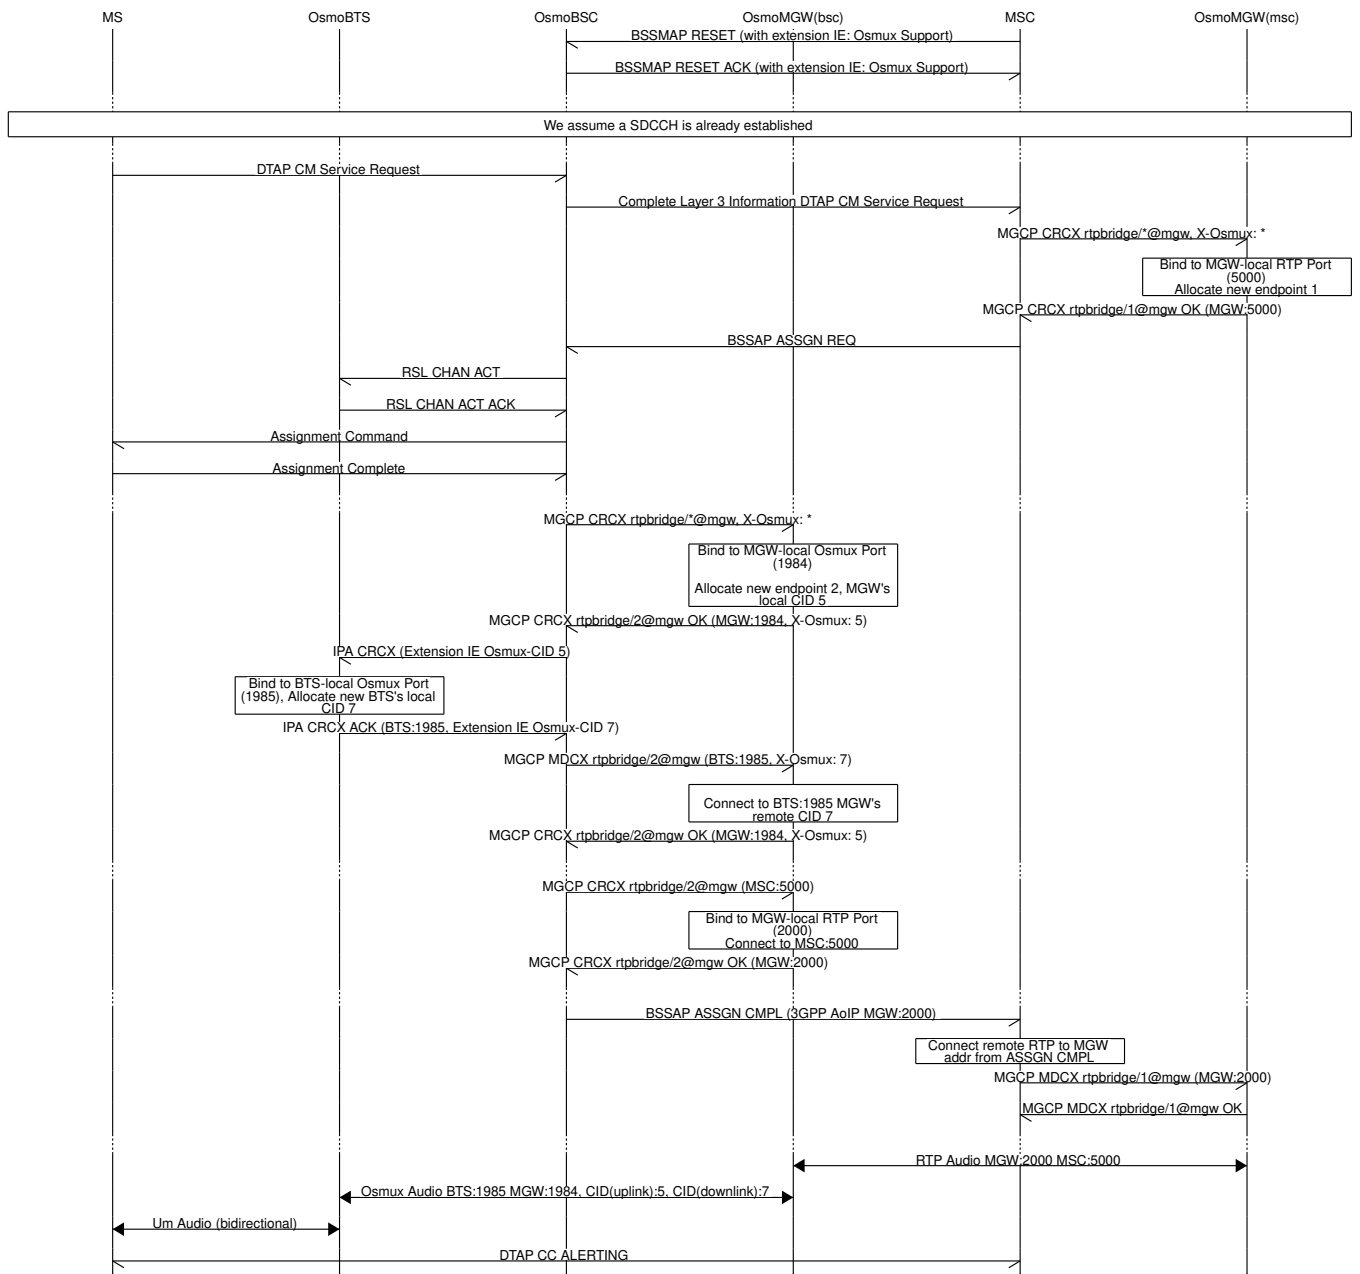 MS OsmoBTS OsmoBSC OsmoMGW(bsc) MSC OsmoMGW(msc)
BSSMAP RESET (with extension IE: Osmux Support)
BSSMAP RESET ACK (with extension IE: Osmux Support)
We assume a SDCCH is already established
DTAP CM Service Request
Complete Layer 3 Information DTAP CM Service Request
MGCP CRCX rtpbridge/*@mgw, X-Osmux: *
Bind to MGW-local RTP Port
(5000)
Allocate new endpoint 1
MGCP CRCX rtpbridge/1@mgw OK (MGW:5000)
BSSAP ASSGN REQ
RSL CHAN ACT
RSL CHAN ACT ACK
Assignment Command
Assignment Complete
MGCP CRCX rtpbridge/*@mgw, X-Osmux: *
Bind to MGW-local Osmux Port
(1984)
Allocate new endpoint 2, MGW's
local CID 5
MGCP CRCX rtpbridge/2@mgw OK (MGW:1984, X-Osmux: 5)
IPA CRCX (Extension IE Osmux-CID 5)
Bind to BTS-local Osmux Port
(1985), Allocate new BTS's local
CID 7
IPA CRCX ACK (BTS:1985, Extension IE Osmux-CID 7)
MGCP MDCX rtpbridge/2@mgw (BTS:1985, X-Osmux: 7)
Connect to BTS:1985 MGW's
remote CID 7
MGCP CRCX rtpbridge/2@mgw OK (MGW:1984, X-Osmux: 5)
MGCP CRCX rtpbridge/2@mgw (MSC:5000)
Bind to MGW-local RTP Port
(2000)
Connect to MSC:5000
MGCP CRCX rtpbridge/2@mgw OK (MGW:2000)
BSSAP ASSGN CMPL (3GPP AoIP MGW:2000)
Connect remote RTP to MGW
addr from ASSGN CMPL
MGCP MDCX rtpbridge/1@mgw (MGW:2000)
MGCP MDCX rtpbridge/1@mgw OK
RTP Audio MGW:2000 MSC:5000
Osmux Audio BTS:1985 MGW:1984, CID(uplink):5, CID(downlink):7
Um Audio (bidirectional)
DTAP CC ALERTING